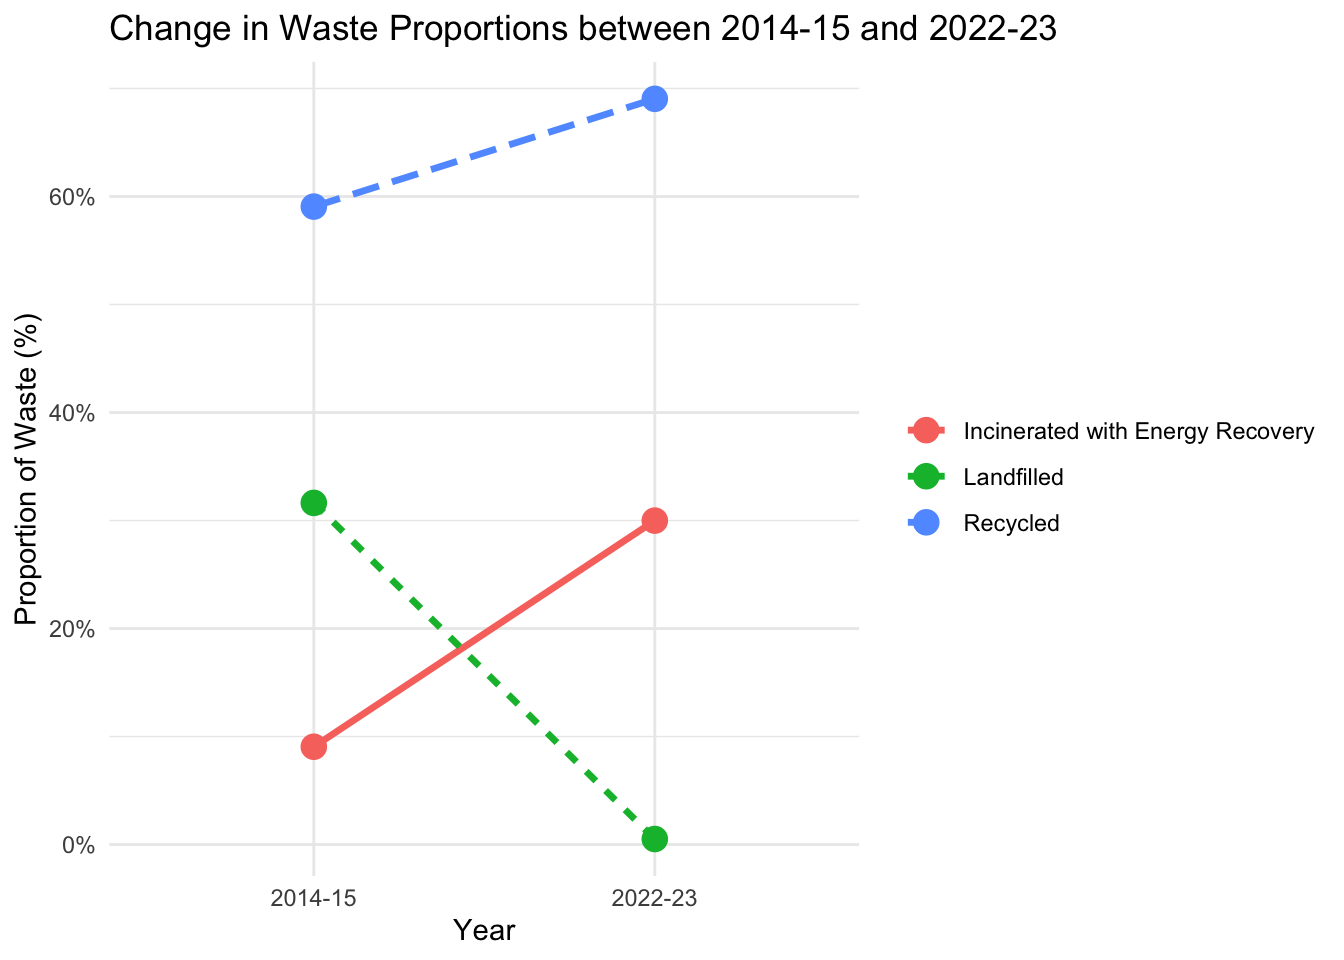 Change in Waste Proportions between 2014-15 and 2022-23
Proportion of Waste (%)
60%
40%
20%
0%
2014-15
2022-23
Year
Incinerated with Energy Recovery
Landfilled
Recycled